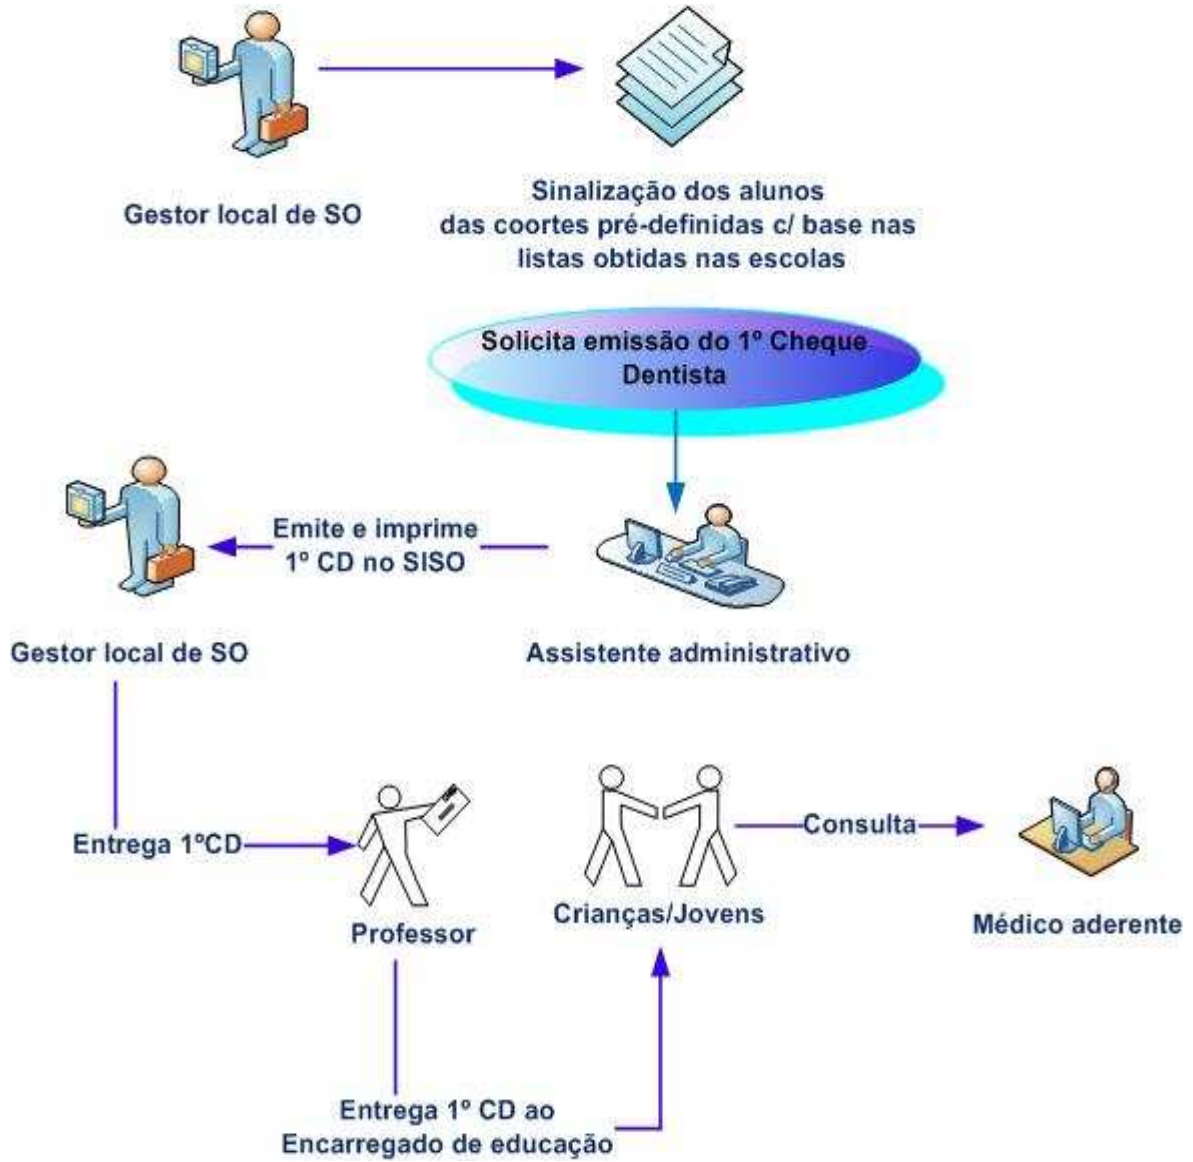 Gestor local de SO
Sinalização dos alunos
das coortes pré-definidas c/ base nas
listas obtidas nas escolas
Solicita emissão do 1º Cheque
Dentista
Emite e imprime
1º CD no SISO
Gestor local de SO
Assistente administrativo
Entrega 1ºCD
Professor
Crianças/Jovens
Consulta
Médico aderente
Entrega 1º CD ao
Encarregado de educação